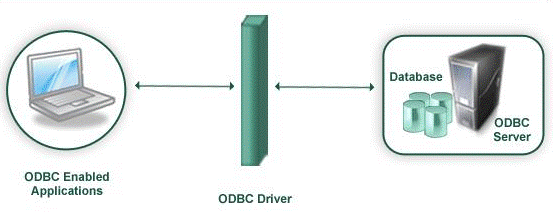 Database
ODBC
Server
ODBC Enabled
Applications
ODBC Driver